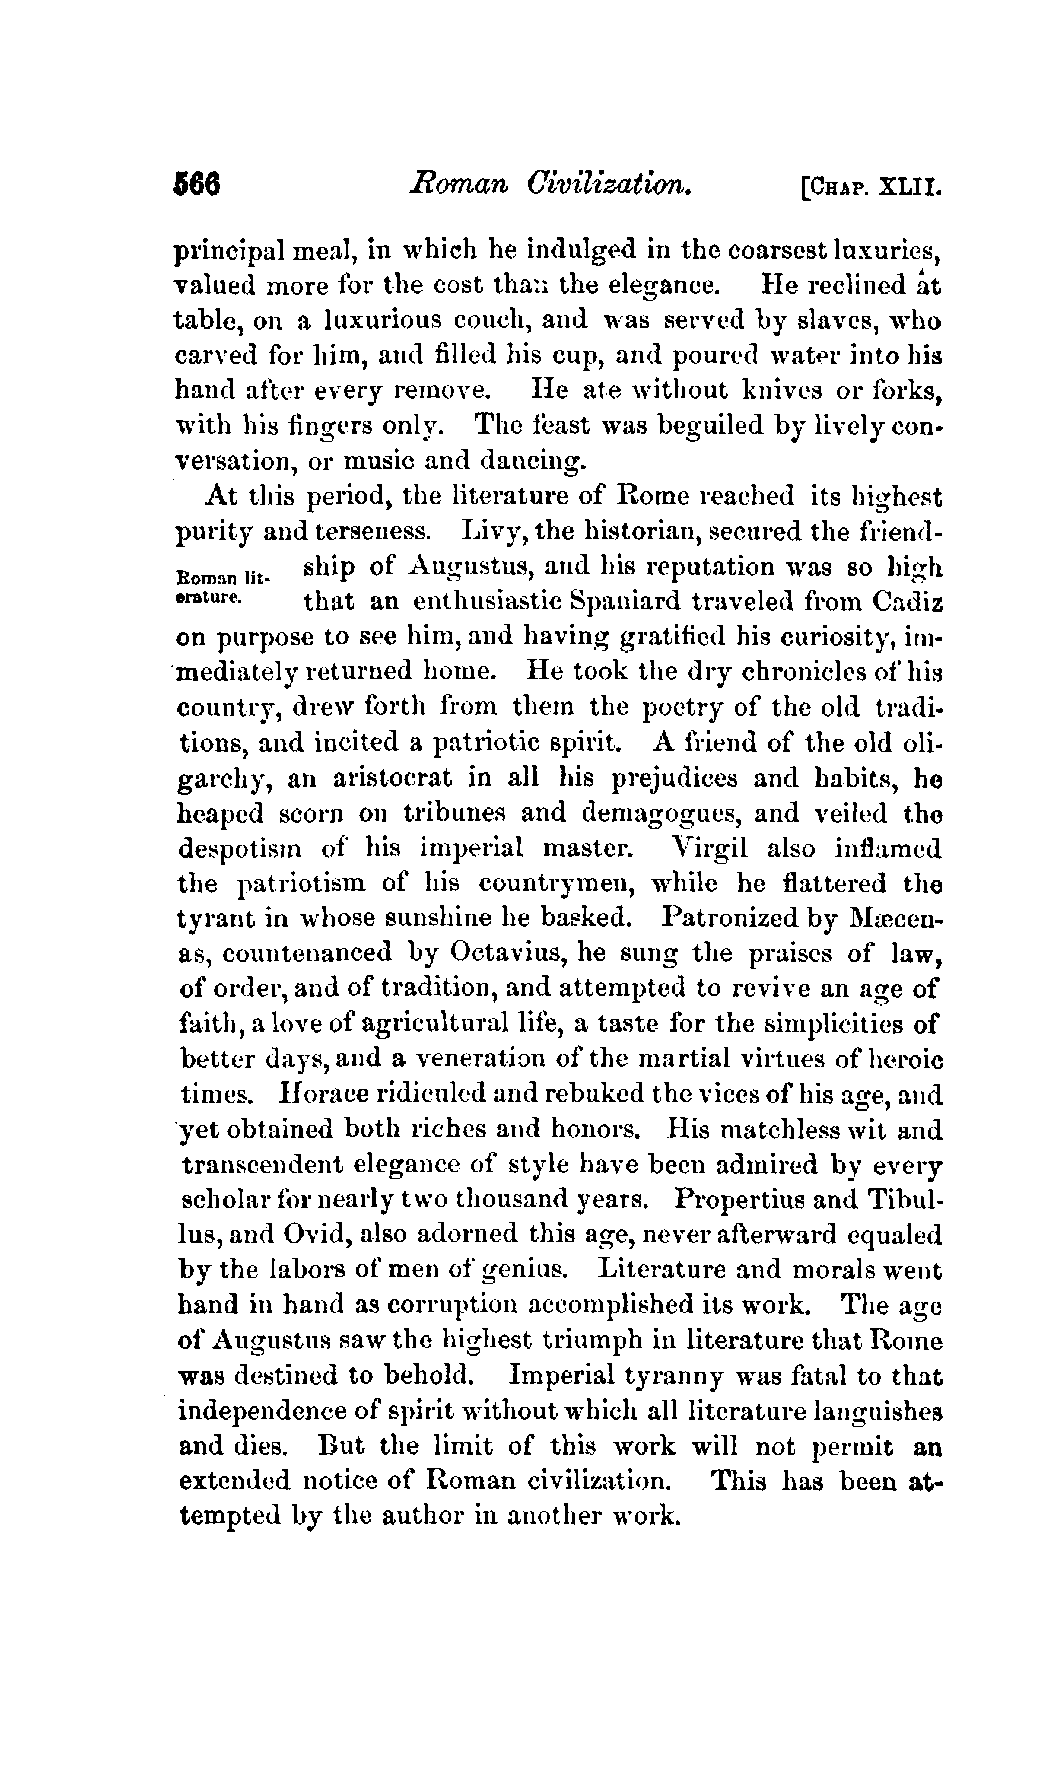 566 Roman Civilization. [CHAP. XLII.
principal meal, in which he indulged in the coarsest luxuries,
valued more for the cost than the elegance. He reclined at
table, on a luxurious couch, and was served by slaves, who
carved for him, and filled his cup, and poured water into his
hand after every remove. He ate without knives or forks,
with his fingers only. The feast was beguiled by lively con-
versation, or music and dancing.
At this period, the literature of Rome reached its highest
purity and terseness. Livy, the historian, secured the friend-
Roman lit- ship of Augustus, and his reputation was so high
erature. that an enthusiastic Spaniard traveled from Cadiz
on purpose to see him, and having gratified his curiosity, im-
mediately returned home. He took the dry chronicles of his
country, drew forth from them the poetry of the old tradi-
tions, and incited a patriotic spirit. A friend of the old oli-
garchy, an aristocrat in all his prejudices and habits, he
heaped scorn on tribunes and demagogues, and veiled the
despotism of his imperial master. Virgil also inflamed
the patriotism of his countrymen, while he flattered the
tyrant in whose sunshine he basked. Patronized by Mæcen-
as, countenanced by Octavius, he sung the praises of law,
of order, and of tradition, and attempted to revive an age of
faith, a love of agricultural life, a taste for the simplicities of
better days, and a veneration of the martial virtues of heroic
times. Horace ridiculed and rebuked the vices of his age, and
yet obtained both riches and honors. His matchless wit and
transcendent elegance of style have been admired by every
scholar for nearly two thousand years. Propertius and Tibul-
lus, and Ovid, also adorned this age, never afterward equaled
by the labors of men of genius. Literature and morals went
hand in hand as corruption accomplished its work. The age
of Augustus saw the highest triumph in literature that Rome
was destined to behold. Imperial tyranny was fatal to that
independence of spirit without which all literature languishes
and dies. But the limit of this work will not permit an
extended notice of Roman civilization. This has been at-
tempted by the author in another work.